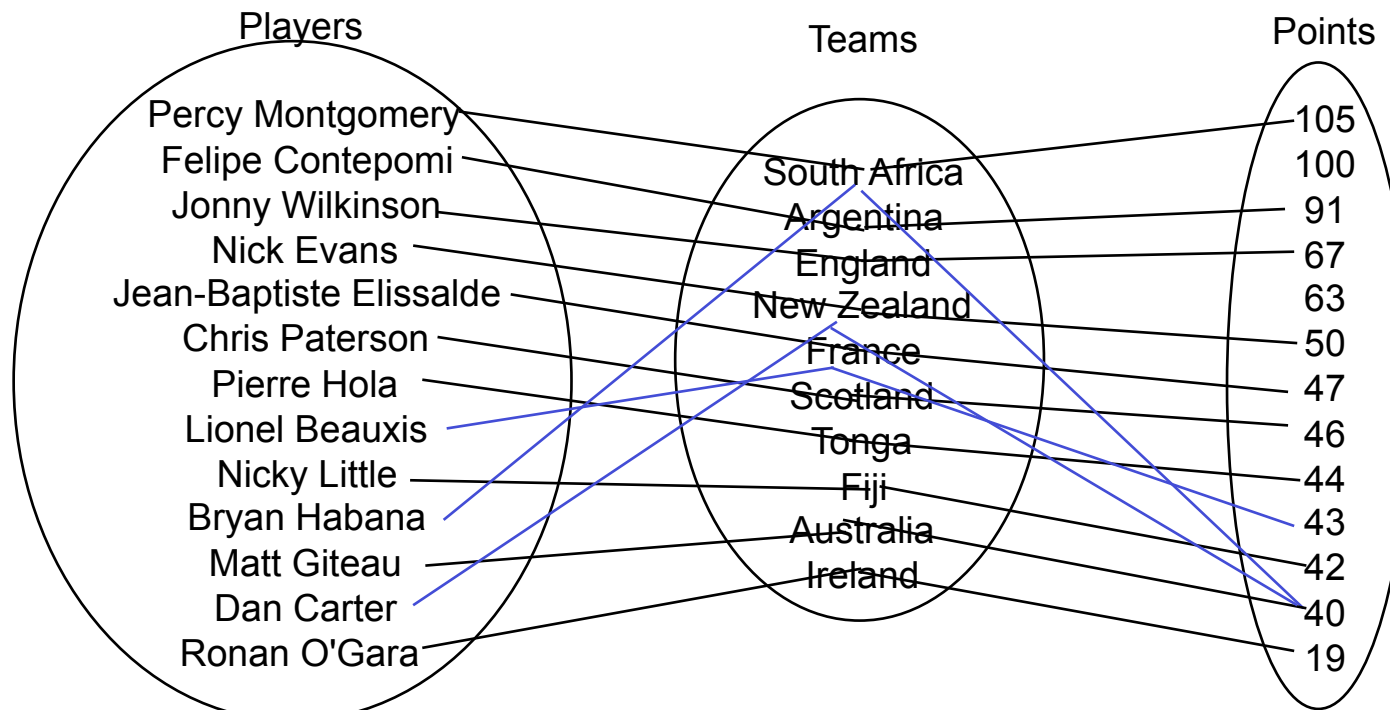 Players
Percy Montgomery
Felipe Contepomi
Jonny Wilkinson
Nick Evans
Jean-Baptiste Elissalde
Chris Paterson
Pierre Hola
Lionel Beauxis
Nicky Little
Bryan Habana
Matt Giteau
Dan Carter
Ronan O'Gara
Teams
South Africa
Argentina
England
New Zealand
France
Scotland
Tonga
Fiji
Australia
Ireland
Points
105
100
91
67
63
50
47
46
44
43
42
40
19